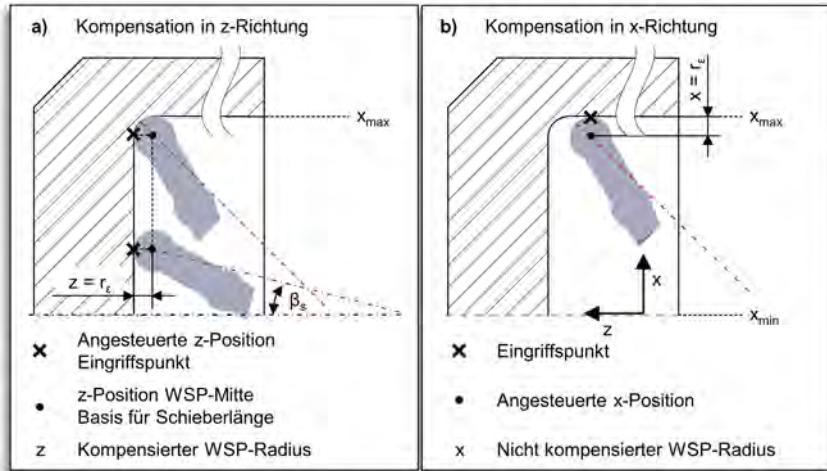 a) Kompensation in z-Richtung
x_max
z = r_ε
β_s
Angesteuerte z-Position
Eingriffspunkt
z-Position WSP-Mitte
Basis für Schieberlänge
z Kompensierter WSP-Radius
b) Kompensation in x-Richtung
x = r_ε
x_max
x
z
x_min
Eingriffspunkt
Angesteuerte x-Position
x Nicht kompensierter WSP-Radius